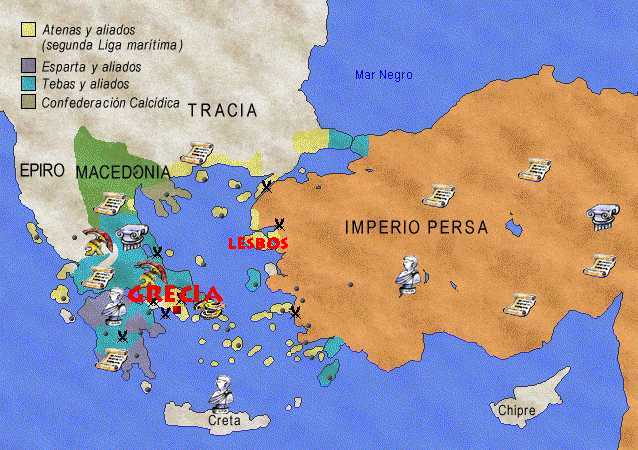 Atenas y aliados
(segunda Liga marítima)
Esparta y aliados
Tebas y aliados
Confederación Calcídica
Mar Negro
TRACIA
EPIRO
MACEDONIA
IMPERIO PERSA
LESBOS
GRECIA
Chipre
Creta